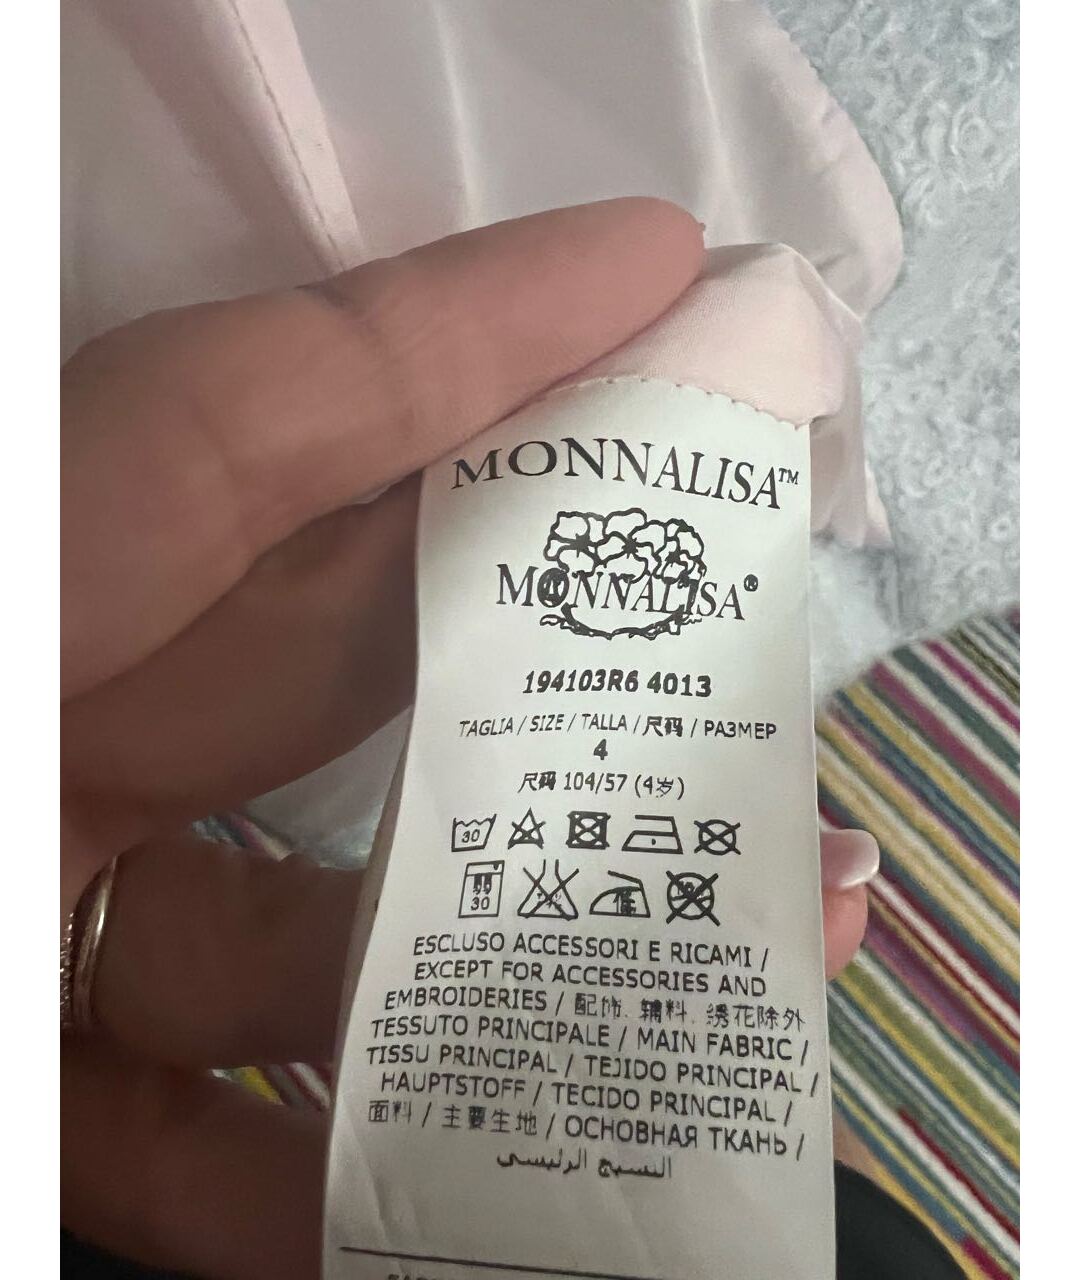 MONNALISA™
MONNALISA®
194103R6 4013
TAGLIA / SIZE / TALLA / 尺码 / РАЗМЕР
4
尺码 104/57 (4岁)
30
30
ESCLUSO ACCESSORI E RICAMI /
EXCEPT FOR ACCESSORIES AND
EMBROIDERIES / 配饰. 辅料. 绣花除外
TESSUTO PRINCIPALE / MAIN FABRIC /
TISSU PRINCIPAL / TEJIDO PRINCIPAL /
HAUPTSTOFF / TECIDO PRINCIPAL /
面料 / 主要生地 / ОСНОВНАЯ ТКАНЬ /
النسيج الرئيسي